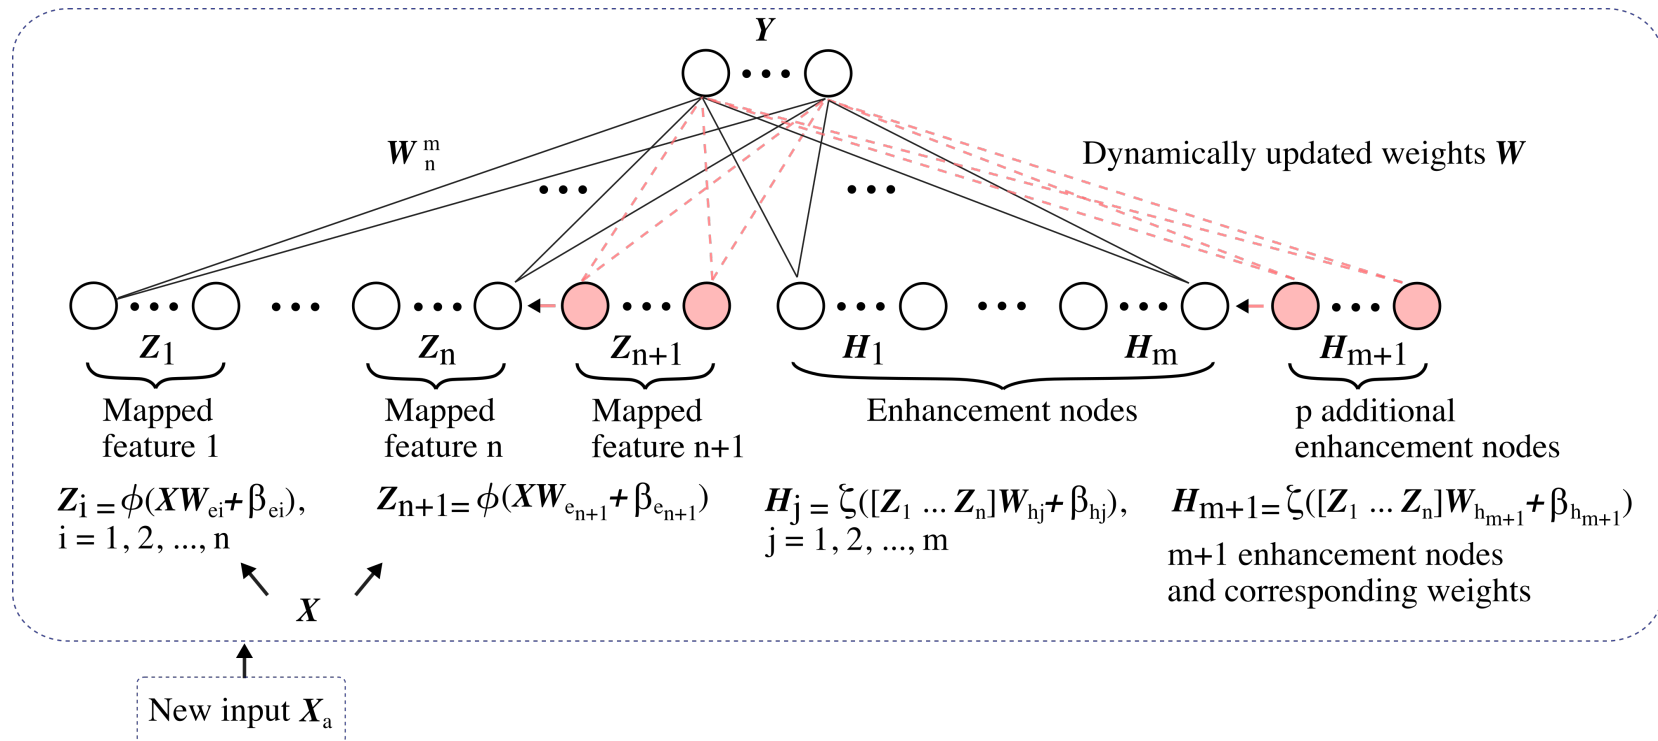 Y
W n m
Dynamically updated weights W
Z1
Zn
Zn+1
H1
Hm
Hm+1
Mapped
feature 1
Mapped
feature n
Mapped
feature n+1
Enhancement nodes
p additional
enhancement nodes
Zi = ϕ(XWei+βei),
i = 1, 2, ..., n
Zn+1= ϕ(XWen+1+βen+1)
Hj = ζ([Z1 ... Zn]Whj+βhj),
j = 1, 2, ..., m
Hm+1= ζ([Z1 ... Zn]Whm+1+βhm+1)
m+1 enhancement nodes
and corresponding weights
X
New input Xa